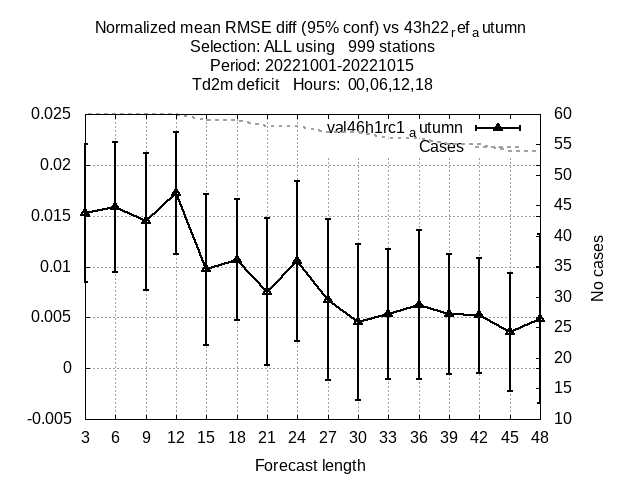 Normalized mean RMSE diff (95% conf) vs 43h22refautumn
Selection: ALL using 999 stations
Period: 20221001-20221015
Td2m deficit Hours: 00,06,12,18
val46h1rc1autumn
Cases
0.025
0.02
0.015
0.01
0.005
0
-0.005
60
55
50
45
40
35
30
25
20
15
10
No cases
3 6 9 12 15 18 21 24 27 30 33 36 39 42 45 48
Forecast length